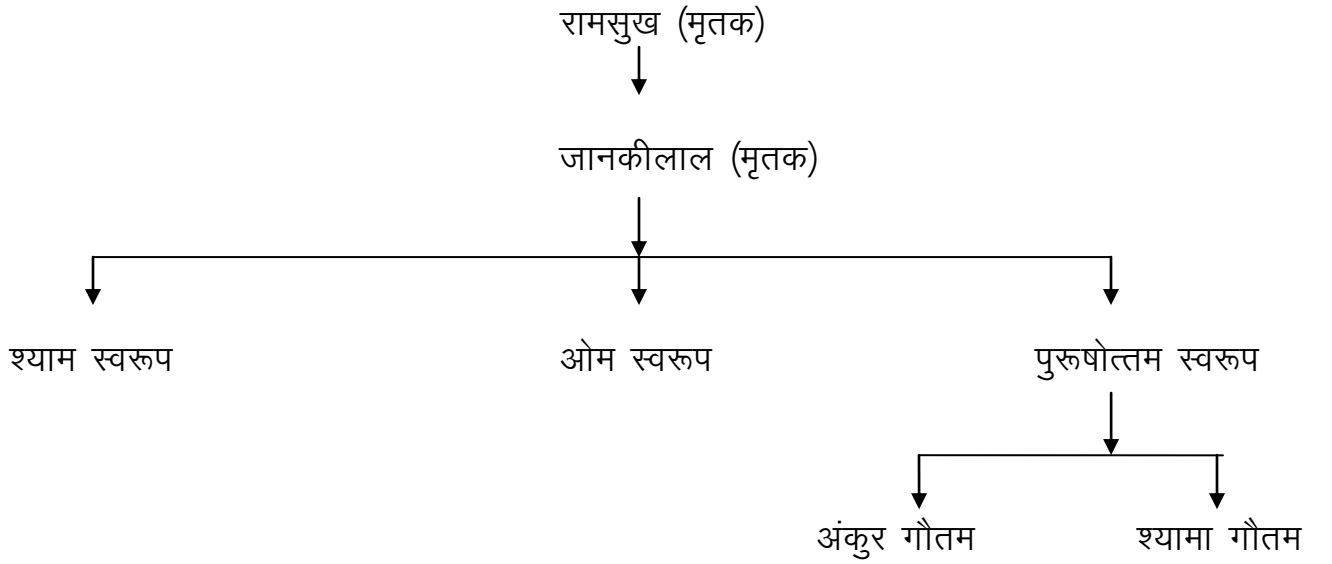 रामसुख (मृतक)
जानकीलाल (मृतक)
श्याम स्वरूप ओम स्वरूप पुरूषोत्तम स्वरूप
अंकुर गौतम श्यामा गौतम